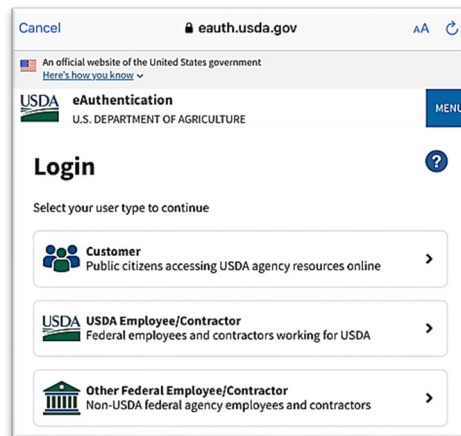 Cancel
eauth.usda.gov
AA
An official website of the United States government
Here's how you know
USDA
eAuthentication
U.S. DEPARTMENT OF AGRICULTURE
MENU
Login
?
Select your user type to continue
Customer
Public citizens accessing USDA agency resources online
USDA
USDA Employee/Contractor
Federal employees and contractors working for USDA
Other Federal Employee/Contractor
Non-USDA federal agency employees and contractors